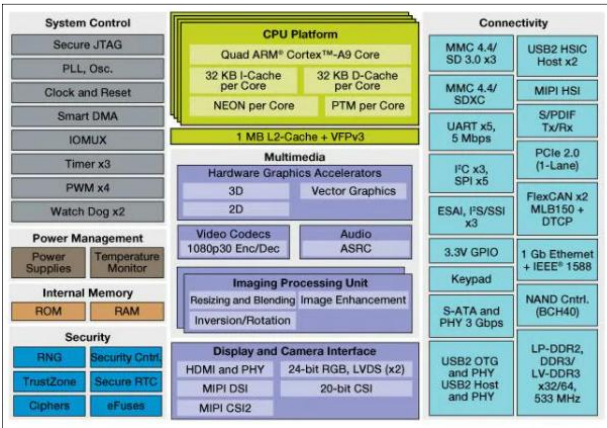 System Control
Secure JTAG
PLL, Osc.
Clock and Reset
Smart DMA
IOMUX
Timer x3
PWM x4
Watch Dog x2
Power Management
Power
Supplies
Temperature
Monitor
Internal Memory
ROM
RAM
Security
RNG
Security Cntrl.
TrustZone
Secure RTC
Ciphers
eFuses
CPU Platform
Quad ARM® Cortex™-A9 Core
32 KB I-Cache
per Core
32 KB D-Cache
per Core
NEON per Core
PTM per Core
1 MB L2-Cache + VFPv3
Multimedia
Hardware Graphics Accelerators
3D
Vector Graphics
2D
Video Codecs
1080p30 Enc/Dec
Audio
ASRC
Imaging Processing Unit
Resizing and Blending
Image Enhancement
Inversion/Rotation
Display and Camera Interface
HDMI and PHY
24-bit RGB, LVDS (x2)
MIPI DSI
20-bit CSI
MIPI CSI2
Connectivity
MMC 4.4/
SD 3.0 x3
MMC 4.4/
SDXC
UART x5,
5 Mbps
I²C x3,
SPI x5
ESAI, I²S/SSI
x3
3.3V GPIO
Keypad
S-ATA and
PHY 3 Gbps
USB2 OTG
and PHY
USB2 Host
and PHY
USB2 HSIC
Host x2
MIPI HSI
S/PDIF
Tx/Rx
PCIe 2.0
(1-Lane)
FlexCAN x2
MLB150 +
DTCP
1 Gb Ethernet
+ IEEE® 1588
NAND Cntrl.
(BCH40)
LP-DDR2,
DDR3/
LV-DDR3
x32/64,
533 MHz